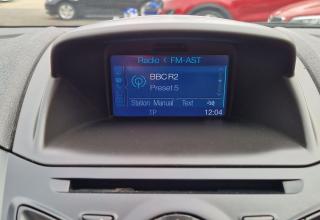 Radio < FM-AST
BBC R2
Preset 5
Station Manual Text
TP 12:04